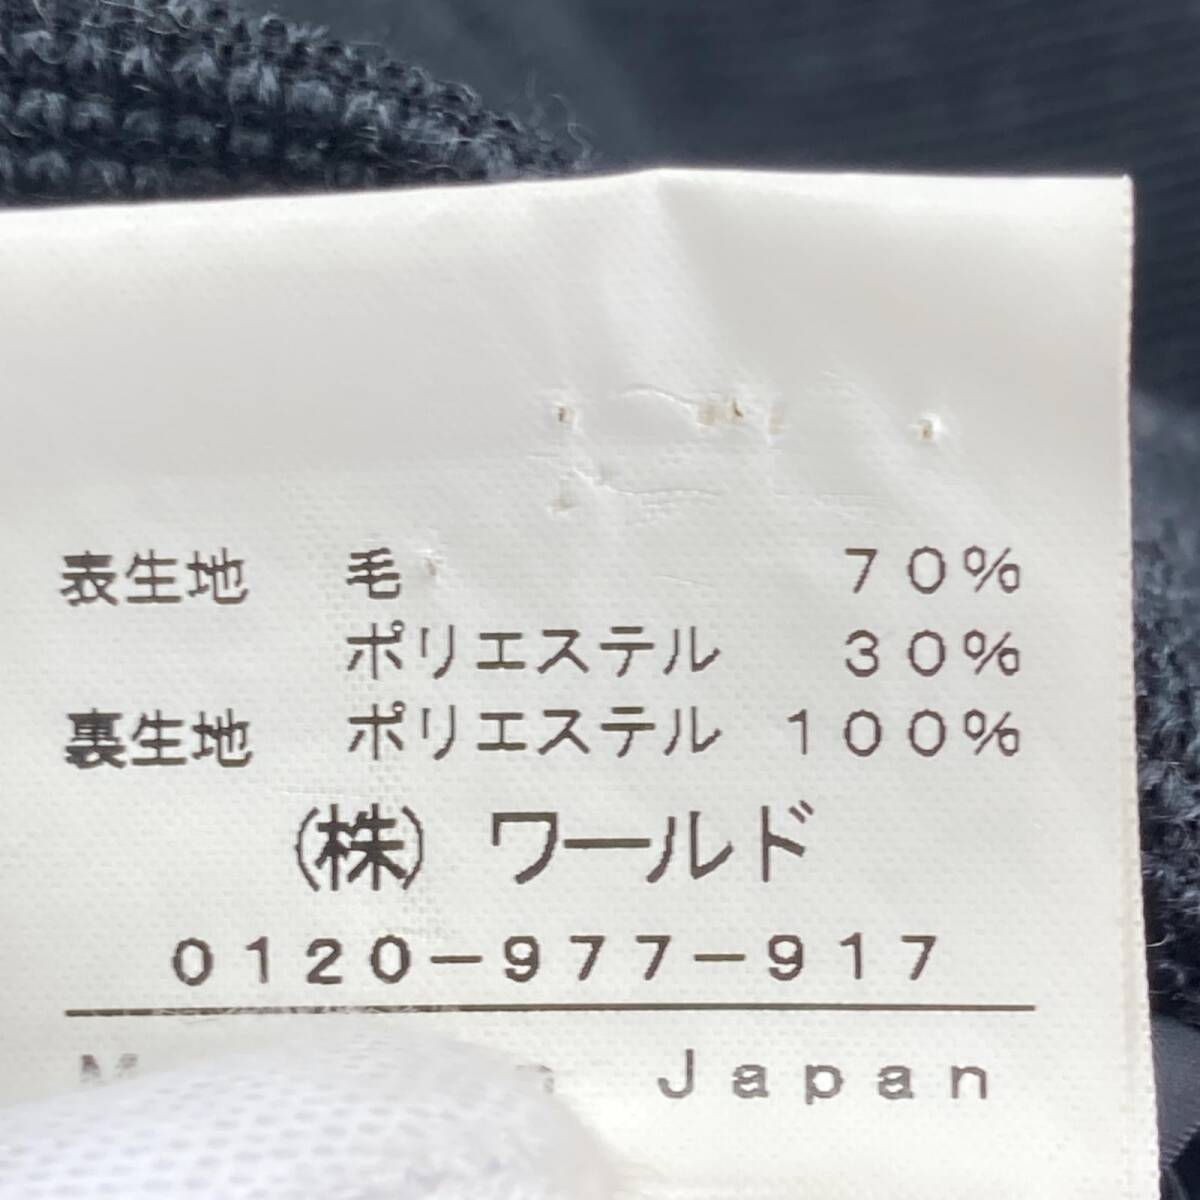 表生地 毛 70%
ポリエステル 30%
裏生地 ポリエステル 100%
(株) ワールド
0120-977-917
Japan